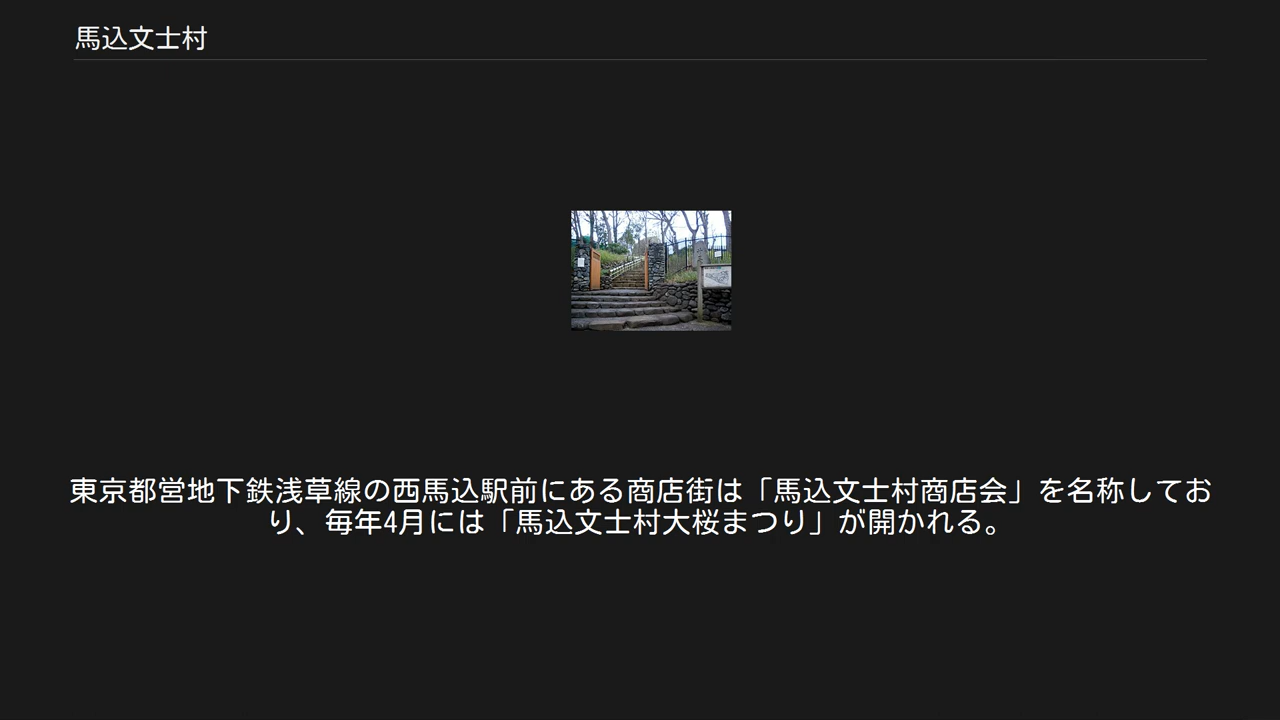 馬込文士村
東京都営地下鉄浅草線の西馬込駅前にある商店街は「馬込文士村商店会」を名称してお
り、毎年4月には「馬込文士村大桜まつり」が開かれる。